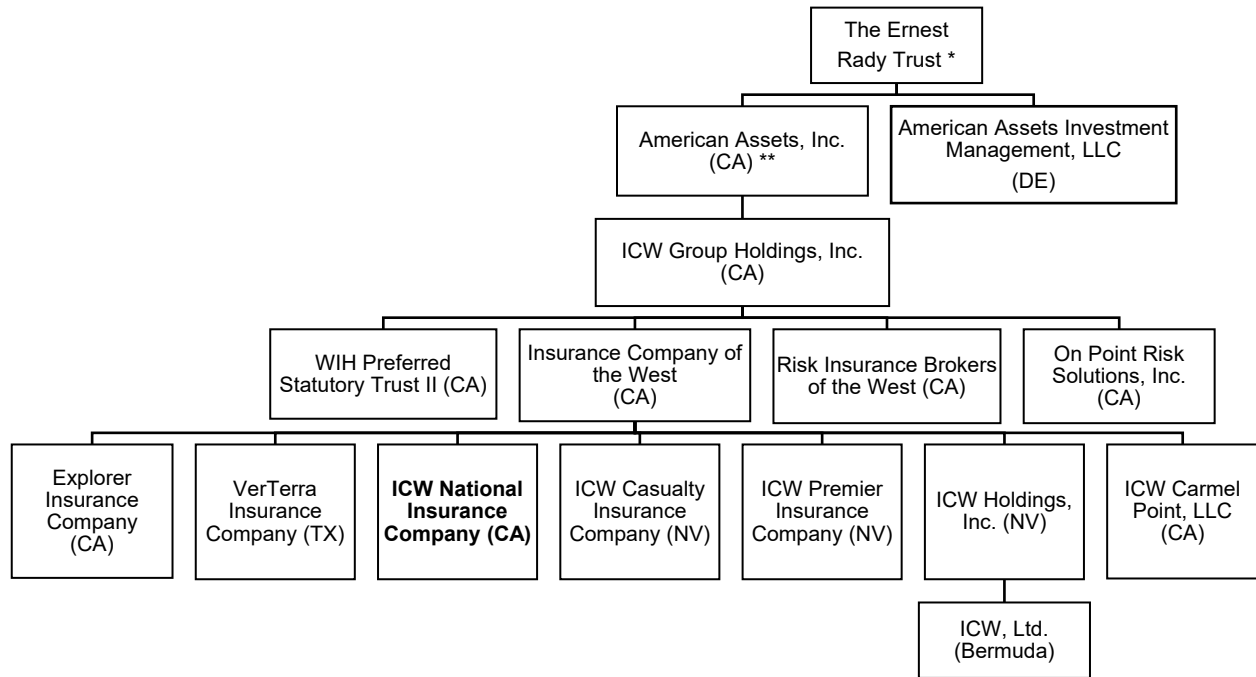 The Ernest
Rady Trust *
American Assets, Inc.
(CA) **
American Assets Investment
Management, LLC
(DE)
ICW Group Holdings, Inc.
(CA)
WIH Preferred
Statutory Trust II (CA)
Insurance Company of
the West
(CA)
Risk Insurance Brokers
of the West (CA)
On Point Risk
Solutions, Inc.
(CA)
Explorer
Insurance
Company
(CA)
VerTerra
Insurance
Company (TX)
ICW National
Insurance
Company (CA)
ICW Casualty
Insurance
Company (NV)
ICW Premier
Insurance
Company (NV)
ICW Holdings,
Inc. (NV)
ICW Carmel
Point, LLC
(CA)
ICW, Ltd.
(Bermuda)